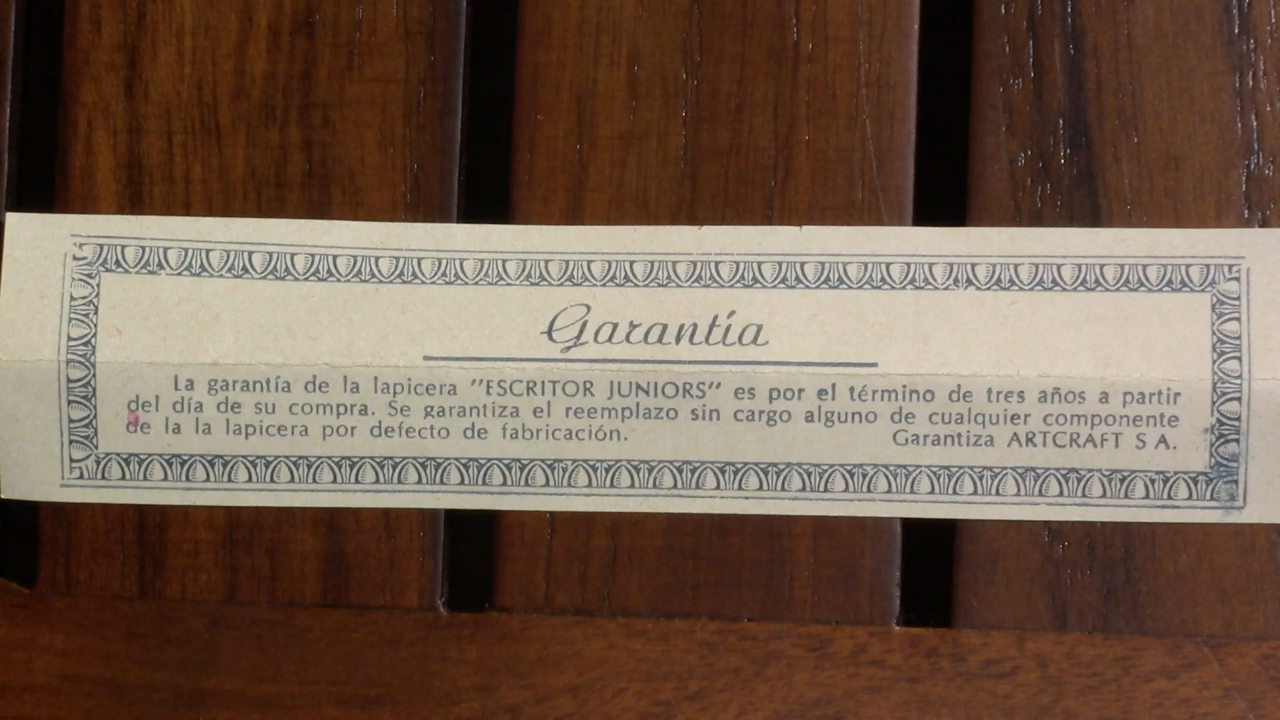 Garantía
La garantía de la lapicera "ESCRITOR JUNIORS" es por el término de tres años a partir
del día de su compra. Se garantiza el reemplazo sin cargo alguno de cualquier componente
de la la lapicera por defecto de fabricación. Garantiza ARTCRAFT S A.